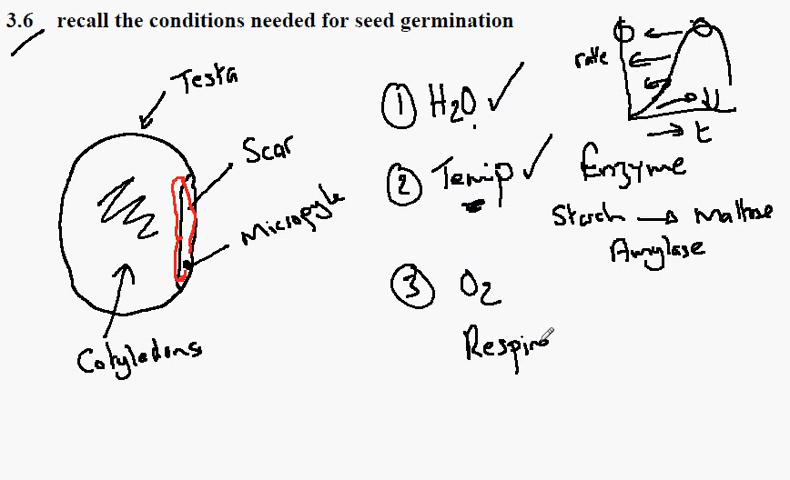 3.6 recall the conditions needed for seed germination
Testa
Scar
Micropyle
Cotyledons
① H2O ✓
② Temp ✓
③ O2
Respira
rate
t
Enzyme
Starch → Maltose
Amylase